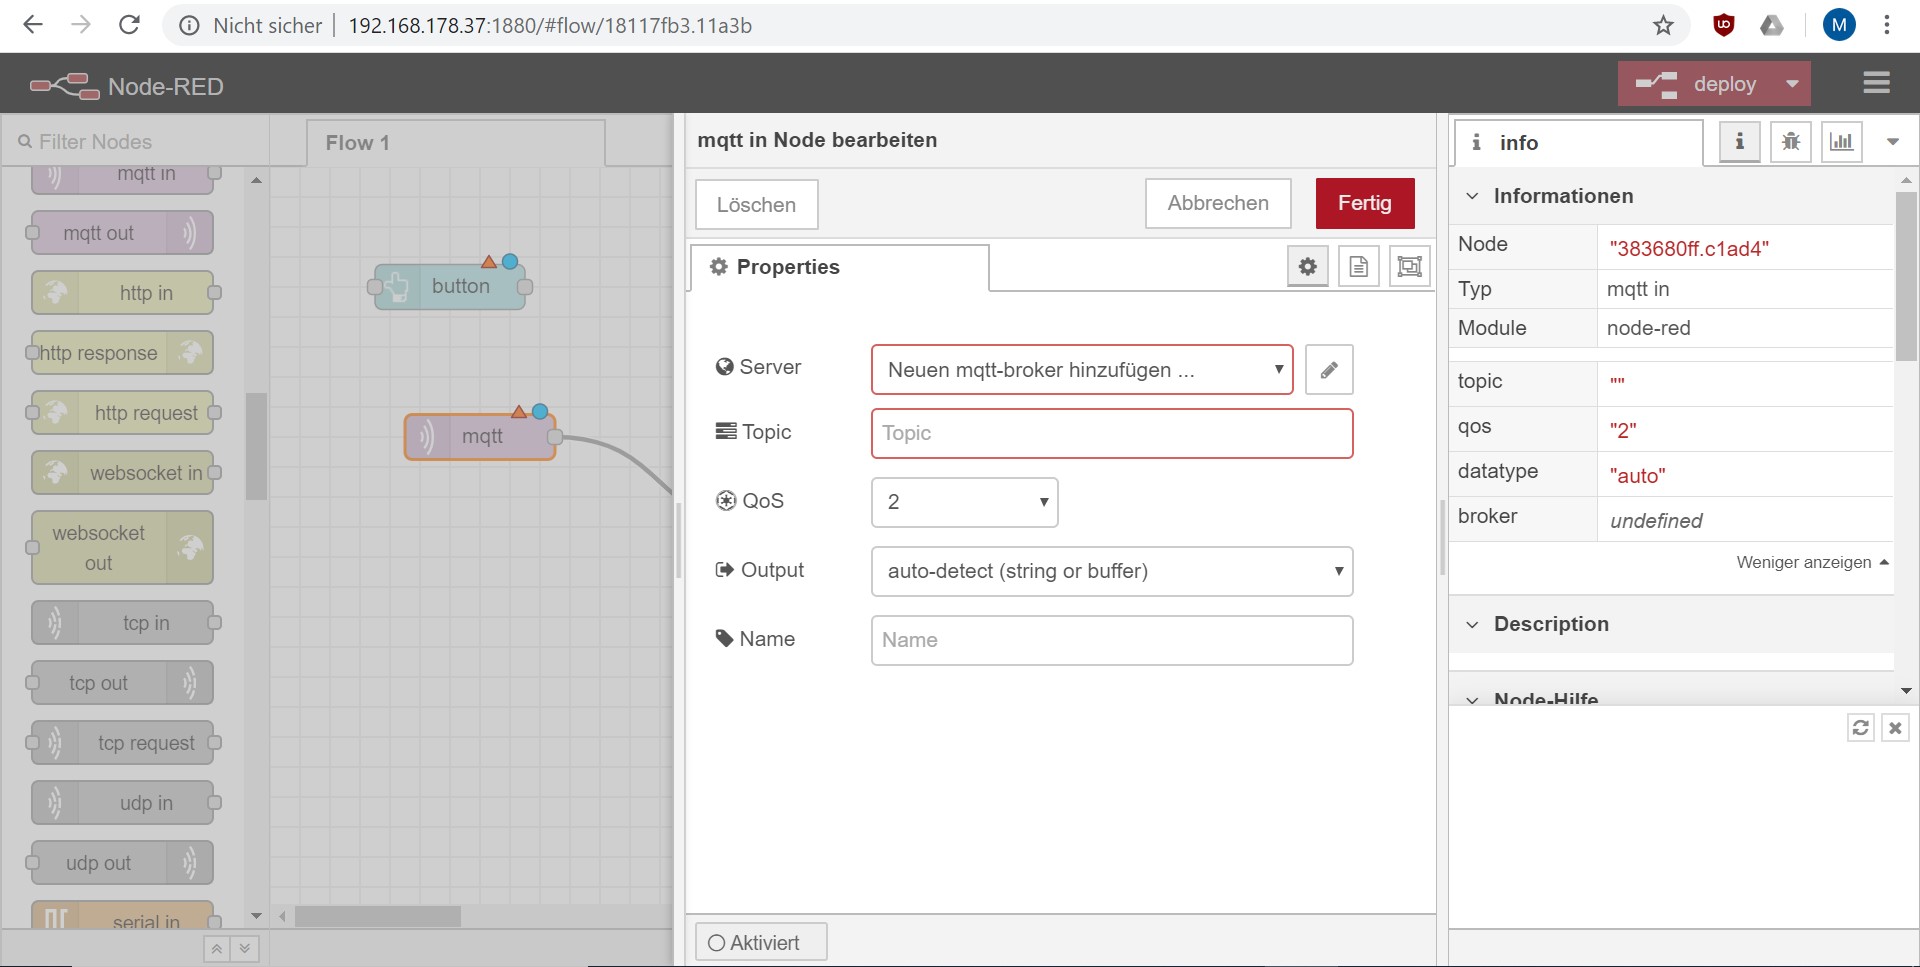 Nicht sicher 192.168.178.37:1880/#flow/18117fb3.11a3b
M
Node-RED
deploy
Filter Nodes
mqtt in
mqtt out
http in
http response
http request
websocket in
websocket
out
tcp in
tcp out
tcp request
udp in
udp out
serial in
Flow 1
button
mqtt
mqtt in Node bearbeiten
Löschen
Abbrechen
Fertig
Properties
Server
Neuen mqtt-broker hinzufügen ...
Topic
Topic
QoS
2
Output
auto-detect (string or buffer)
Name
Name
Aktiviert
info
Informationen
Node "383680ff.c1ad4"
Typ mqtt in
Module node-red
topic ""
qos "2"
datatype "auto"
broker undefined
Weniger anzeigen
Description
Node-Hilfe